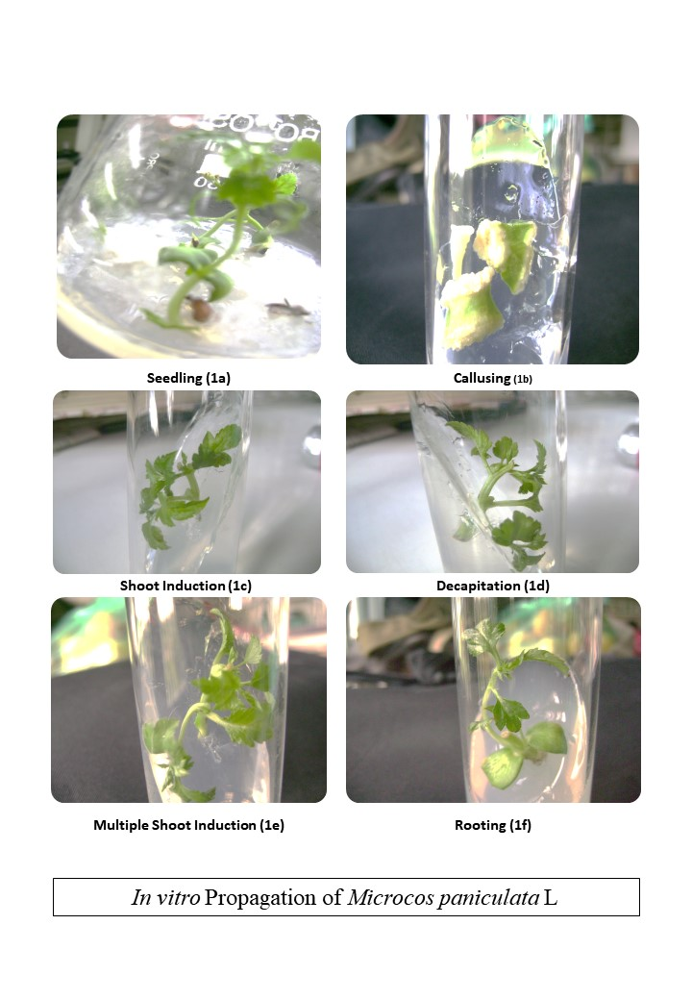 Seedling (1a)
Callusing (1b)
Shoot Induction (1c)
Decapitation (1d)
Multiple Shoot Induction (1e)
Rooting (1f)
In vitro Propagation of Microcos paniculata L